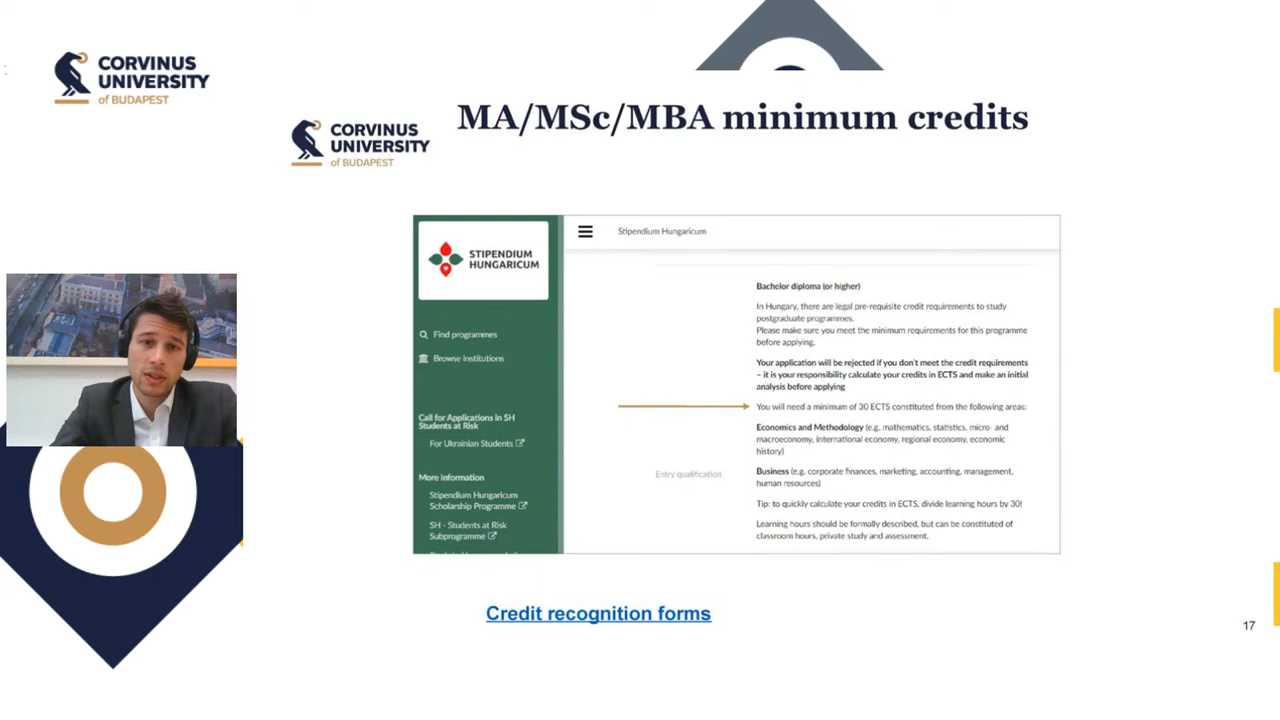 CORVINUS
UNIVERSITY
of BUDAPEST
CORVINUS
UNIVERSITY
of BUDAPEST
MA/MSc/MBA minimum credits
STIPENDIUM
HUNGARICUM
Find programmes
Browse institutions
Call for Applications in SH
Students at Risk
For Ukrainian Students
More information
Stipendium Hungaricum
Scholarship Programme
SH - Students at Risk
Subprogramme
Stipendium Hungaricum
Bachelor diploma (or higher)
In Hungary, there are legal pre-requisite credit requirements to study
postgraduate programmes.
Please make sure you meet the minimum requirements for this programme
before applying.
Your application will be rejected if you don't meet the credit requirements
– it is your responsibility calculate your credits in ECTS and make an initial
analysis before applying
You will need a minimum of 30 ECTS constituted from the following areas:
Economics and Methodology (e.g. mathematics, statistics, micro- and
macroeconomy, international economy, regional economy, economic
history)
Entry qualification
Business (e.g. corporate finances, marketing, accounting, management,
human resources)
Tip: to quickly calculate your credits in ECTS, divide learning hours by 30!
Learning hours should be formally described, but can be constituted of
classroom hours, private study and assessment.
Credit recognition forms
17